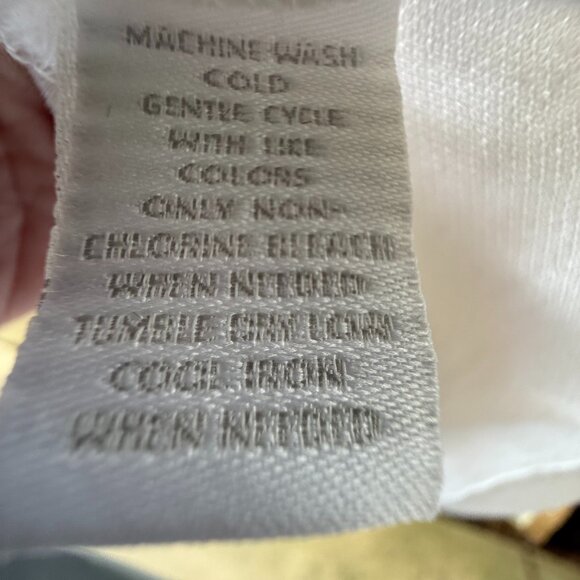 MACHINE WASH
COLD
GENTLE CYCLE
WITH LIKE
COLORS
ONLY NON-
CHLORINE BLEACH
WHEN NEEDED
TUMBLE DRY LOW
COOL IRON
WHEN NEEDED